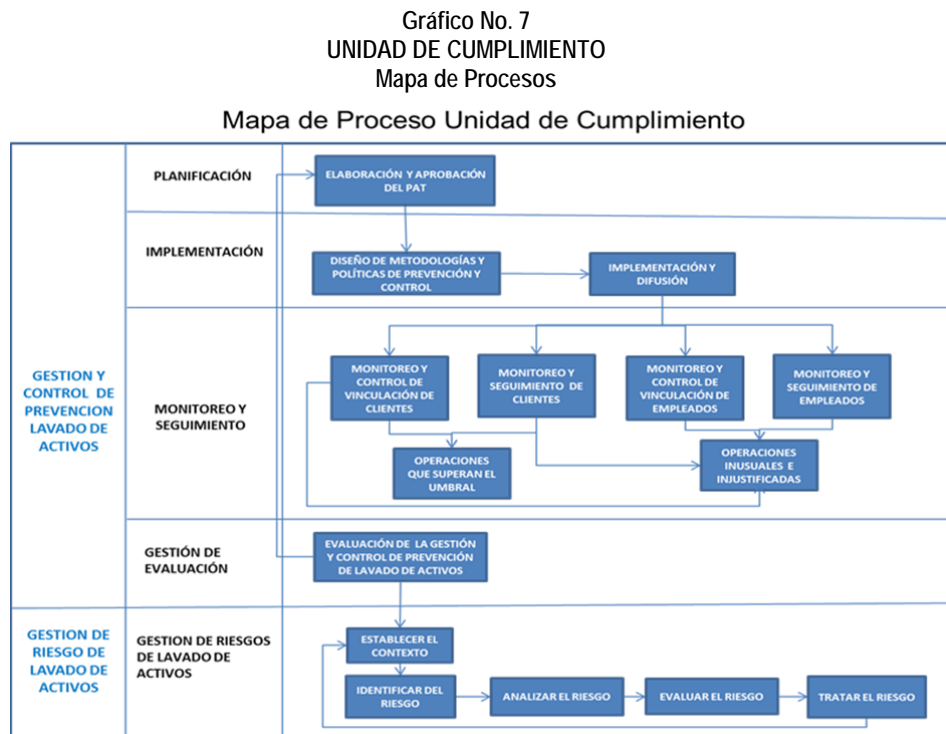 Gráfico No. 7
UNIDAD DE CUMPLIMIENTO
Mapa de Procesos
Mapa de Proceso Unidad de Cumplimiento
GESTION Y
CONTROL DE
PREVENCION
LAVADO DE
ACTIVOS
PLANIFICACIÓN
ELABORACIÓN Y APROBACIÓN
DEL PAT
IMPLEMENTACIÓN
DISEÑO DE METODOLOGÍAS Y
POLÍTICAS DE PREVENCIÓN Y
CONTROL
IMPLEMENTACIÓN Y
DIFUSIÓN
MONITOREO Y
SEGUIMIENTO
MONITOREO Y
CONTROL DE
VINCULACIÓN DE
CLIENTES
MONITOREO Y
SEGUIMIENTO DE
CLIENTES
MONITOREO Y
CONTROL DE
VINCULACIÓN DE
EMPLEADOS
MONITOREO Y
SEGUIMIENTO DE
EMPLEADOS
OPERACIONES
QUE SUPERAN EL
UMBRAL
OPERACIONES
INUSUALES E
INJUSTIFICADAS
GESTIÓN DE
EVALUACIÓN
EVALUACIÓN DE LA GESTIÓN
Y CONTROL DE PREVENCIÓN
DE LAVADO DE ACTIVOS
GESTION DE
RIESGO DE
LAVADO DE
ACTIVOS
GESTION DE RIESGOS
DE LAVADO DE
ACTIVOS
ESTABLECER EL
CONTEXTO
IDENTIFICAR DEL
RIESGO
ANALIZAR EL RIESGO
EVALUAR EL RIESGO
TRATAR EL RIESGO